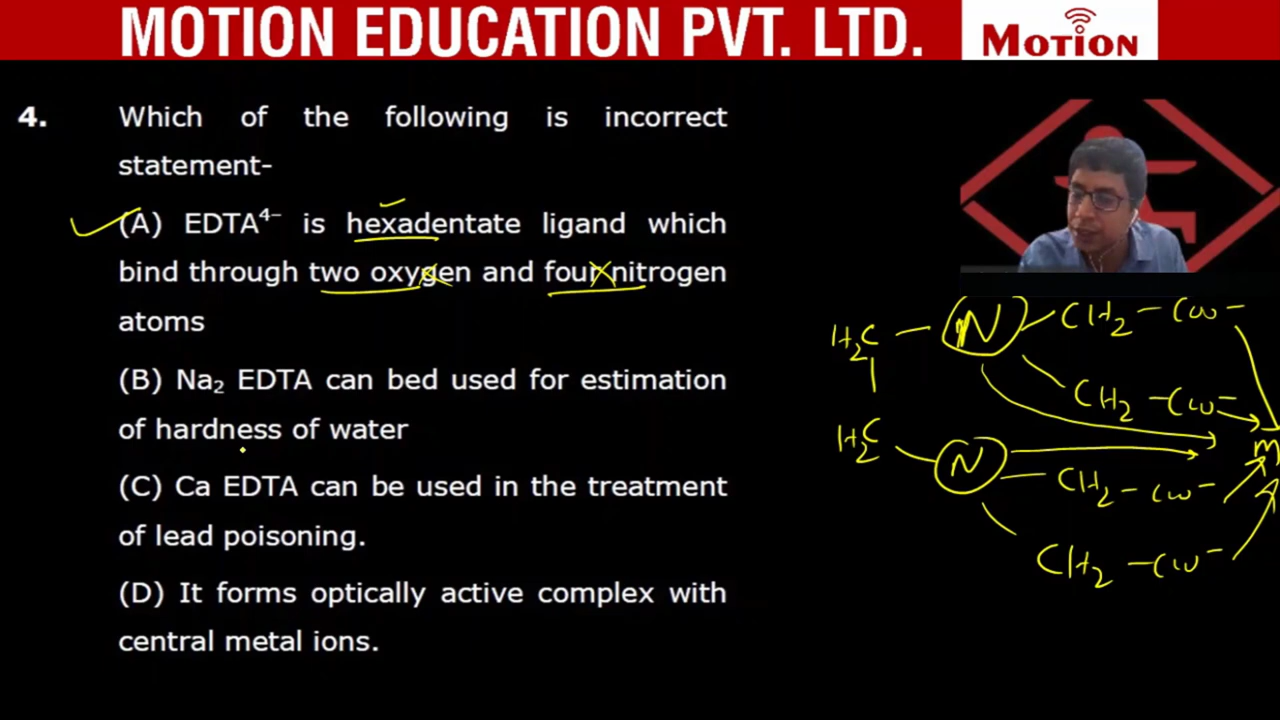 MOTION EDUCATION PVT. LTD.
MOTION
4. Which of the following is incorrect
statement-
(A) EDTA⁴⁻ is hexadentate ligand which
bind through two oxygen and four nitrogen
atoms
(B) Na₂ EDTA can bed used for estimation
of hardness of water
(C) Ca EDTA can be used in the treatment
of lead poisoning.
(D) It forms optically active complex with
central metal ions.
H₂C — N — CH₂ — COO⁻
CH₂ — COO⁻
M
H₂C — N — CH₂ — COO⁻
CH₂ — COO⁻